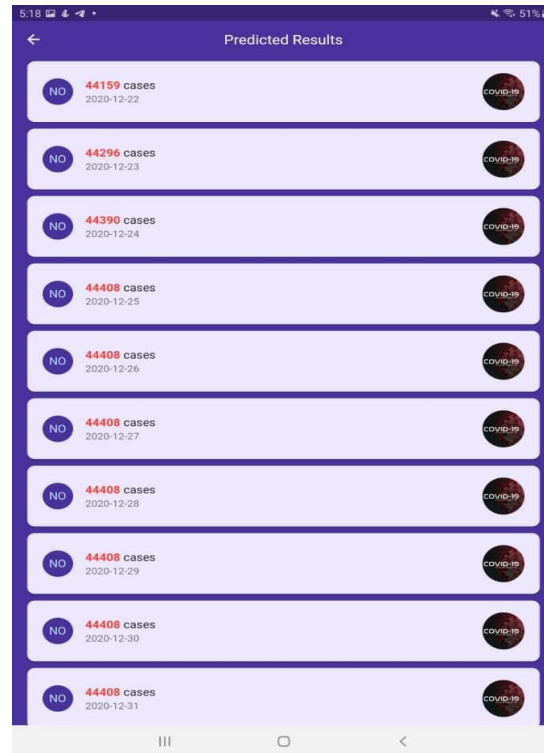 5:18
51%
Predicted Results
NO
44159 cases
2020-12-22
COVID-19
NO
44296 cases
2020-12-23
COVID-19
NO
44390 cases
2020-12-24
COVID-19
NO
44408 cases
2020-12-25
COVID-19
NO
44408 cases
2020-12-26
COVID-19
NO
44408 cases
2020-12-27
COVID-19
NO
44408 cases
2020-12-28
COVID-19
NO
44408 cases
2020-12-29
COVID-19
NO
44408 cases
2020-12-30
COVID-19
NO
44408 cases
2020-12-31
COVID-19